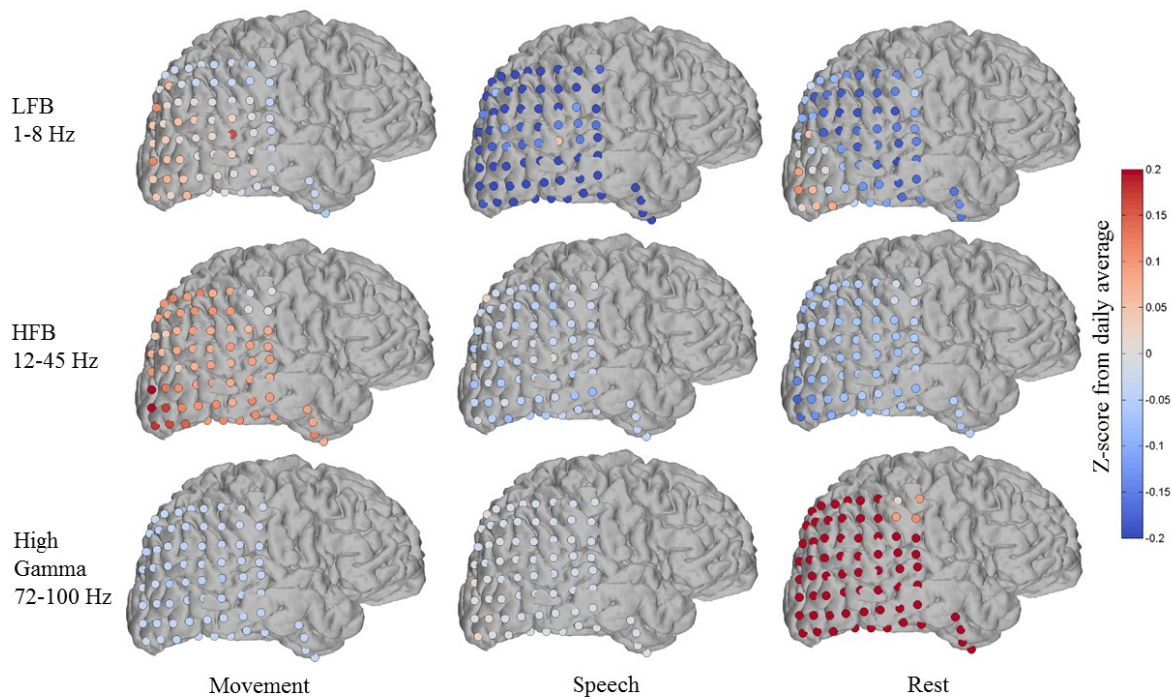 LFB
1-8 Hz
HFB
12-45 Hz
High
Gamma
72-100 Hz
Movement
Speech
Rest
0.2
0.15
0.1
0.05
0
-0.05
-0.1
-0.15
-0.2
Z-score from daily average